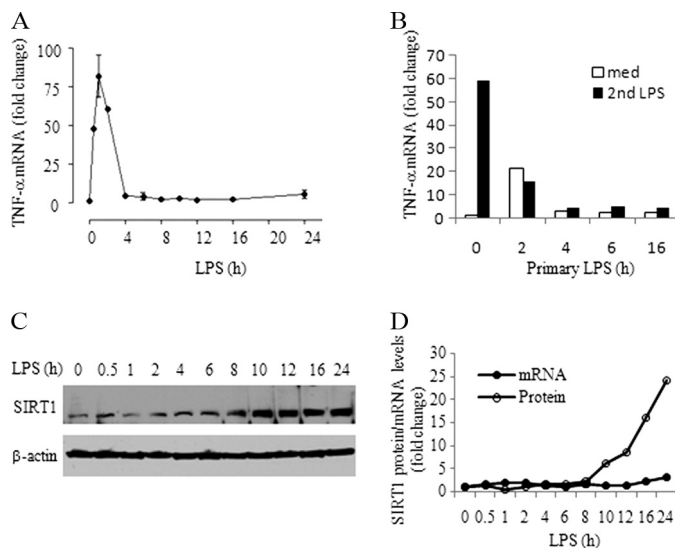 A
TNF-α mRNA (fold change)
100
75
50
25
0
0 4 8 12 16 20 24
LPS (h)
B
TNF-α mRNA (fold change)
70
60
50
40
30
20
10
0
med
2nd LPS
0 2 4 6 16
Primary LPS (h)
C
LPS (h) 0 0.5 1 2 4 6 8 10 12 16 24
SIRT1
β-actin
D
SIRT1 protein/mRNA levels
(fold change)
30
25
20
15
10
5
0
mRNA
Protein
0 0.5 1 2 4 6 8 10 12 16 24
LPS (h)